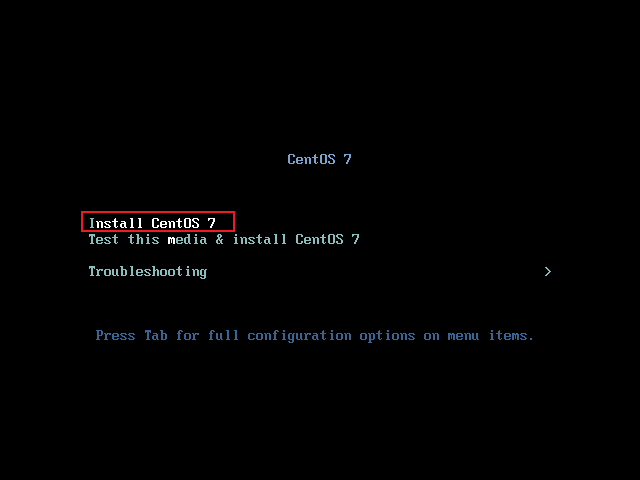 CentOS 7
Install CentOS 7
Test this media & install CentOS 7
Troubleshooting >
Press Tab for full configuration options on menu items.